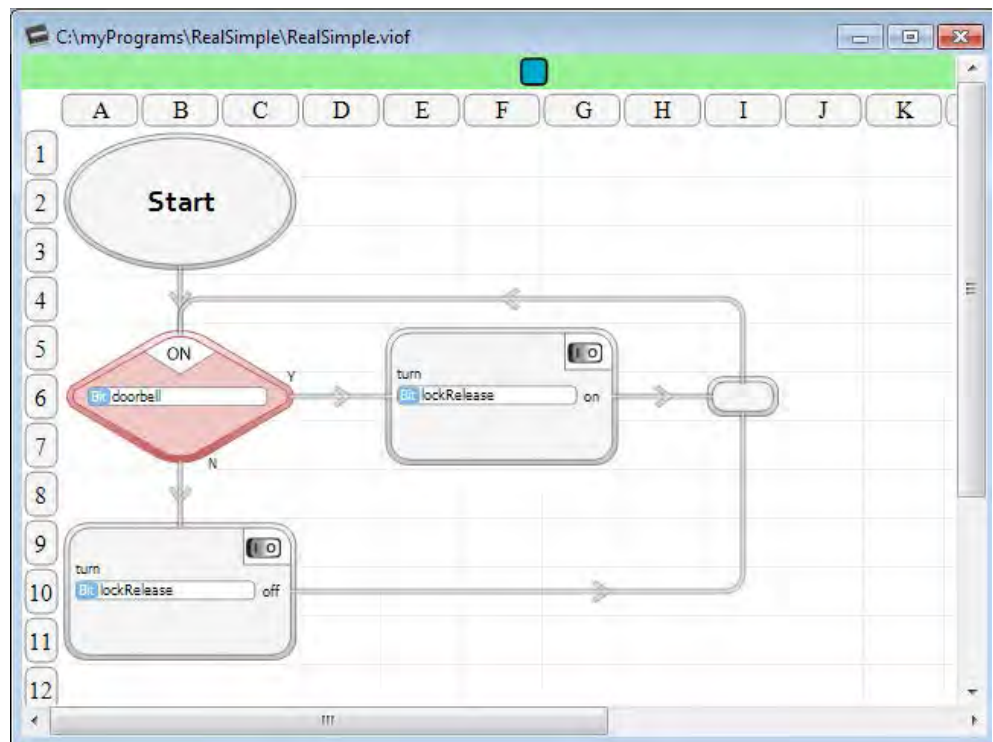 C:\myPrograms\RealSimple\RealSimple.viof
A B C D E F G H I J K
1
2
3
4
5
6
7
8
9
10
11
12
Start
ON
Bit doorbell
Y
N
turn
Bit lockRelease on
I O
turn
Bit lockRelease off
I O